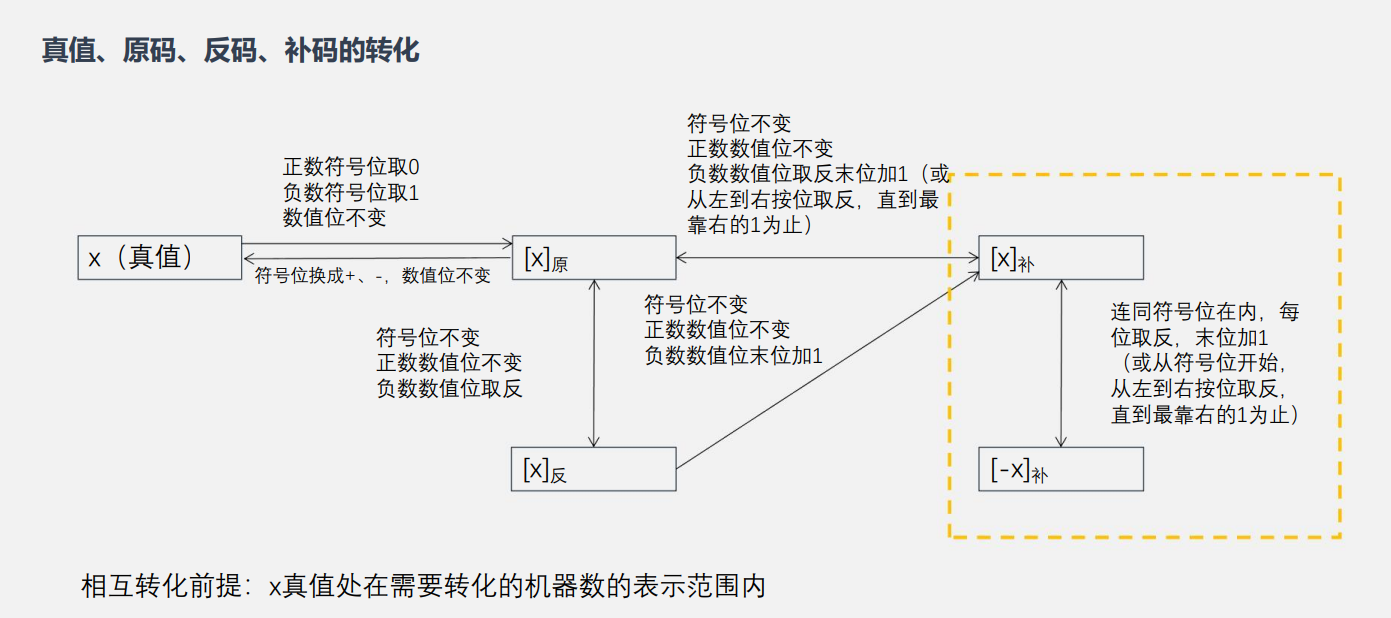 真值、原码、反码、补码的转化
符号位不变
正数数值位不变
负数数值位取反末位加1（或
从左到右按位取反，直到最
靠右的1为止）
正数符号位取0
负数符号位取1
数值位不变
x（真值）
[x]原
[x]补
符号位换成+、-，数值位不变
符号位不变
正数数值位不变
负数数值位取反
符号位不变
正数数值位不变
负数数值位末位加1
连同符号位在内，每
位取反，末位加1
（或从符号位开始，
从左到右按位取反，
直到最靠右的1为止）
[x]反
[-x]补
相互转化前提：x真值处在需要转化的机器数的表示范围内